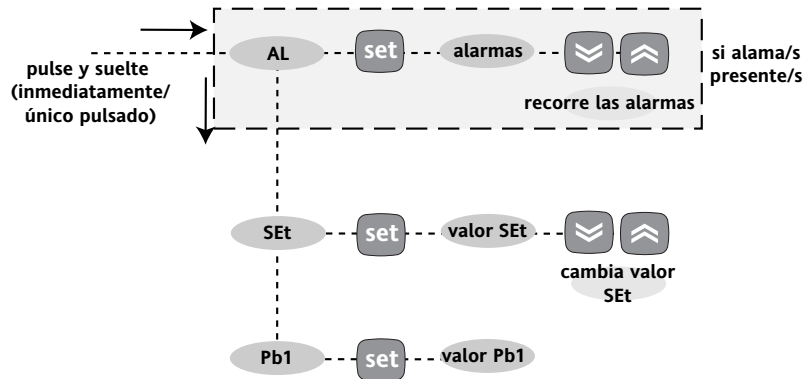 pulse y suelte
(inmediatamente/
único pulsado)
AL
set
alarmas
recorre las alarmas
si alama/s
presente/s
SEt
set
valor SEt
cambia valor
SEt
Pb1
set
valor Pb1